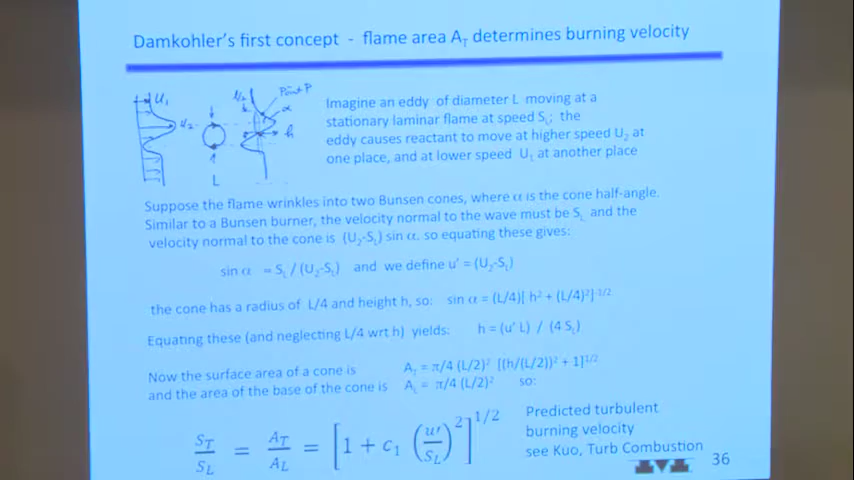 Damkohler's first concept - flame area A_T determines burning velocity
U₁
U₂
L
Point P
α
h
Imagine an eddy of diameter L moving at a
stationary laminar flame at speed S_L; the
eddy causes reactant to move at higher speed U₂ at
one place, and at lower speed U₁ at another place
Suppose the flame wrinkles into two Bunsen cones, where α is the cone half-angle.
Similar to a Bunsen burner, the velocity normal to the wave must be S_L and the
velocity normal to the cone is (U₂-S_L) sin α. so equating these gives:
sin α = S_L / (U₂-S_L) and we define u' = (U₂-S_L)
the cone has a radius of L/4 and height h, so: sin α = (L/4)[ h² + (L/4)²]^-1/2
Equating these (and neglecting L/4 wrt h) yields: h = (u' L) / (4 S_L)
Now the surface area of a cone is A_T = π/4 (L/2)² [(h/(L/2))² + 1]^1/2
and the area of the base of the cone is A_L = π/4 (L/2)² so:
S_T/S_L = A_T/A_L = [1 + c₁ (u'/S_L)²]^1/2
Predicted turbulent
burning velocity
see Kuo, Turb Combustion
36